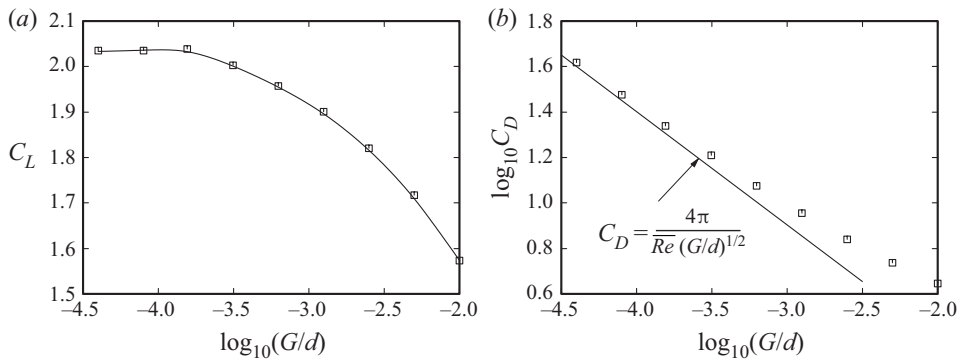 (a)
2.1
2.0
1.9
1.8
1.7
1.6
1.5
C_L
–4.5 –4.0 –3.5 –3.0 –2.5 –2.0
log₁₀(G/d)
(b)
1.8
1.6
1.4
1.2
1.0
0.8
0.6
log₁₀C_D
C_D = 4π / R̅e̅ (G/d)^1/2
–4.5 –4.0 –3.5 –3.0 –2.5 –2.0
log₁₀(G/d)